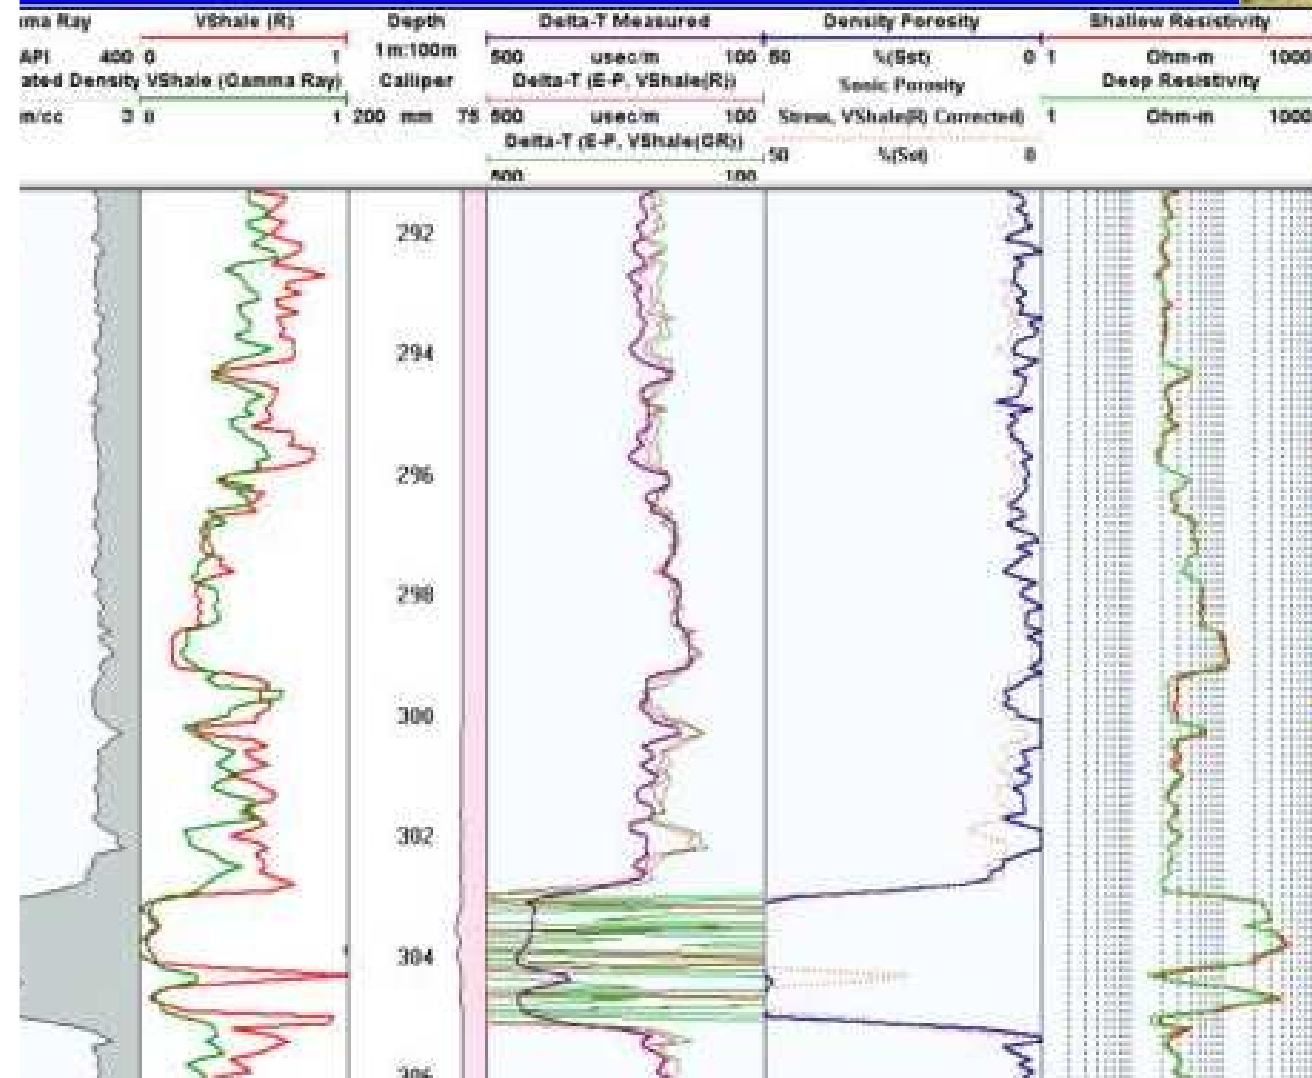 ma Ray VShale (R) Depth Delta-T Measured Density Porosity Shallow Resistivity
API 400 0 1 1m:100m 500 usec/m 100 60 %(Sst) 0 1 Ohm-m 1000
ated Density VShale (Gamma Ray) Calliper Delta-T (E-P, VShale(R)) Sonic Porosity Deep Resistivity
m/cc 3 0 1 200 mm 75 500 usec/m 100 Stress, VShale(R) Corrected) 1 Ohm-m 1000
Delta-T (E-P, VShale(GR)) 50 %(Sst) 0
500 100
292
294
296
298
300
302
304
306